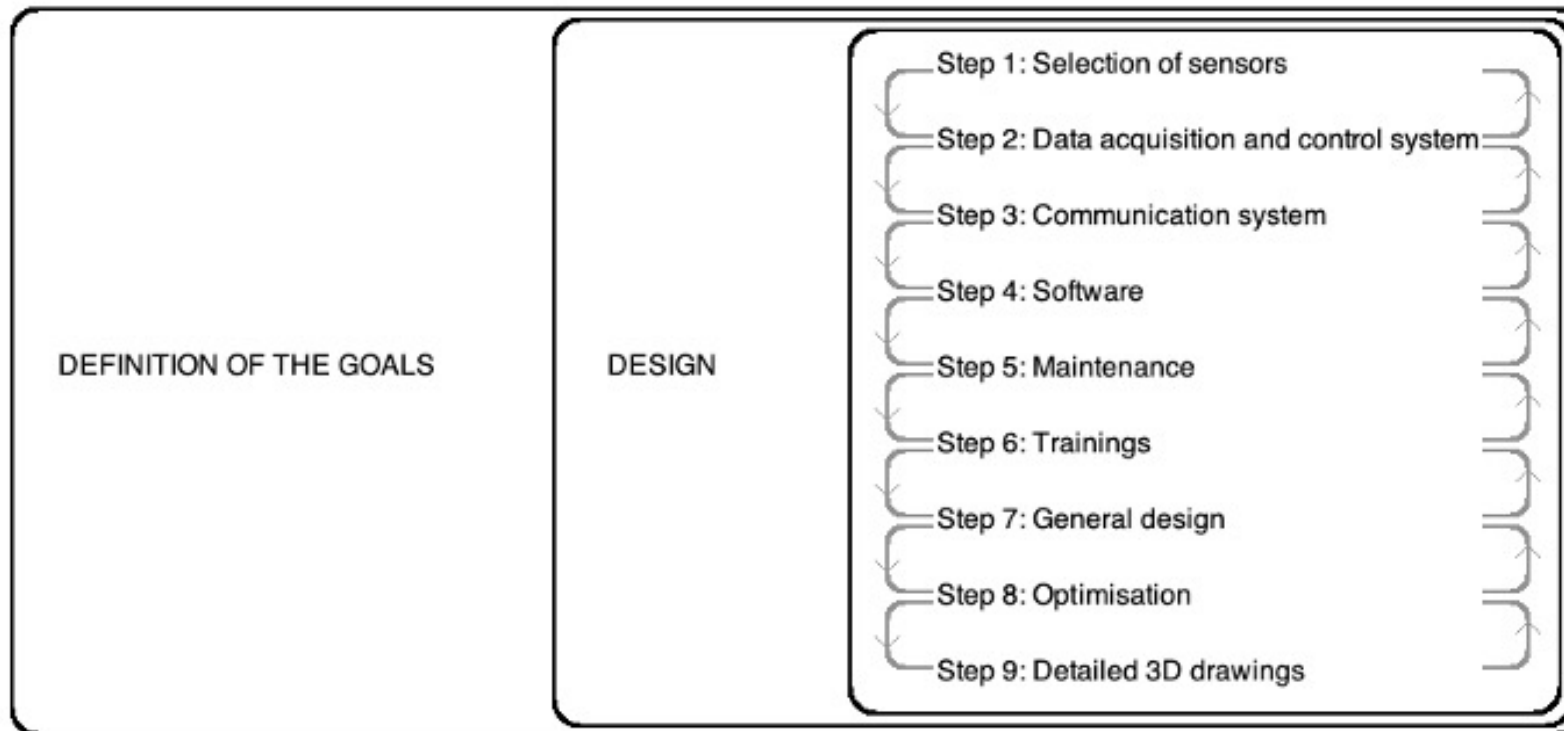 DEFINITION OF THE GOALS
DESIGN
Step 1: Selection of sensors
Step 2: Data acquisition and control system
Step 3: Communication system
Step 4: Software
Step 5: Maintenance
Step 6: Trainings
Step 7: General design
Step 8: Optimisation
Step 9: Detailed 3D drawings